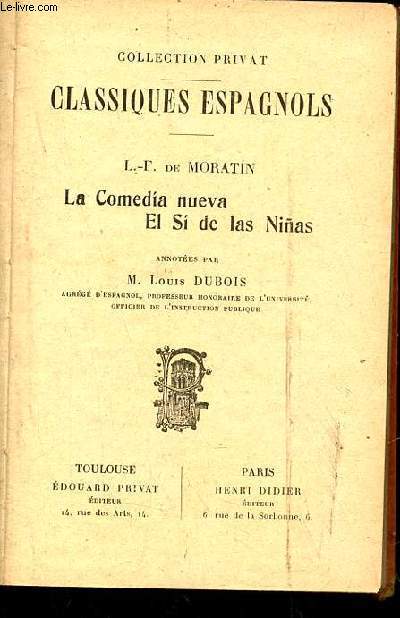 Le-livre.com
COLLECTION PRIVAT
CLASSIQUES ESPAGNOLS
L.-F. DE MORATIN
La Comedía nueva
El Sí de las Niñas
ANNOTÉES PAR
M. Louis DUBOIS
AGRÉGÉ D'ESPAGNOL, PROFESSEUR HONORAIRE DE L'UNIVERSITÉ,
OFFICIER DE L'INSTRUCTION PUBLIQUE
TOULOUSE
ÉDOUARD PRIVAT
ÉDITEUR
14, rue des Arts, 14.
PARIS
HENRI DIDIER
ÉDITEUR
6 rue de la Sorbonne, 6.